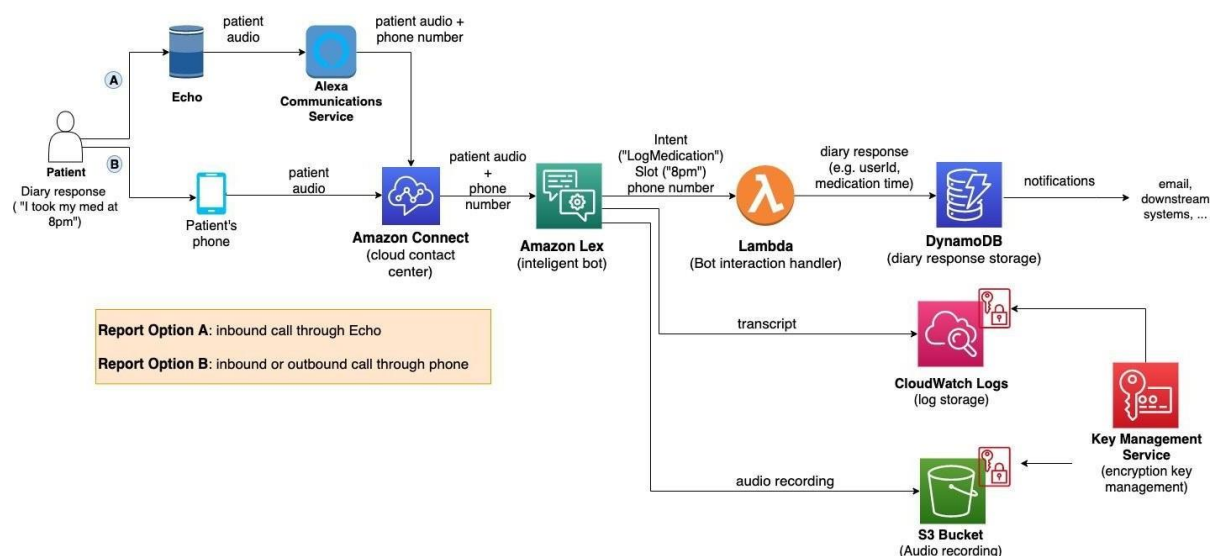 patient
audio
patient audio +
phone number
A
Echo
Alexa
Communications
Service
B
Patient
Diary response
( "I took my med at
8pm")
Patient's
phone
patient
audio
Amazon Connect
(cloud contact
center)
patient audio
+
phone
number
Amazon Lex
(inteligent bot)
Intent
("LogMedication")
Slot ("8pm")
phone number
Lambda
(Bot interaction handler)
diary response
(e.g. userId,
medication time)
DynamoDB
(diary response storage)
notifications
email,
downstream
systems, ...
Report Option A: inbound call through Echo
Report Option B: inbound or outbound call through phone
transcript
CloudWatch Logs
(log storage)
Key Management
Service
(encryption key
management)
audio recording
S3 Bucket
(Audio recording)